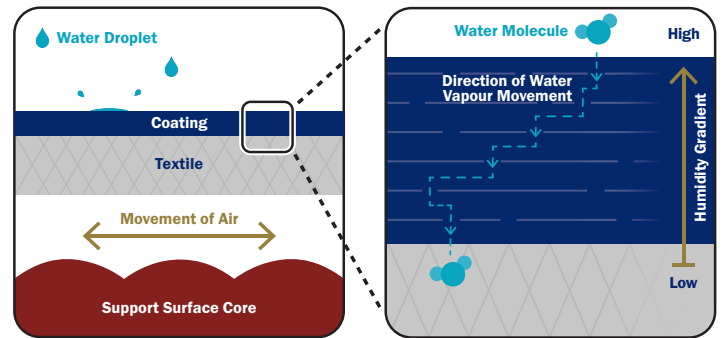 Water Droplet
Coating
Textile
Movement of Air
Support Surface Core
Water Molecule
High
Direction of Water
Vapour Movement
Humidity Gradient
Low